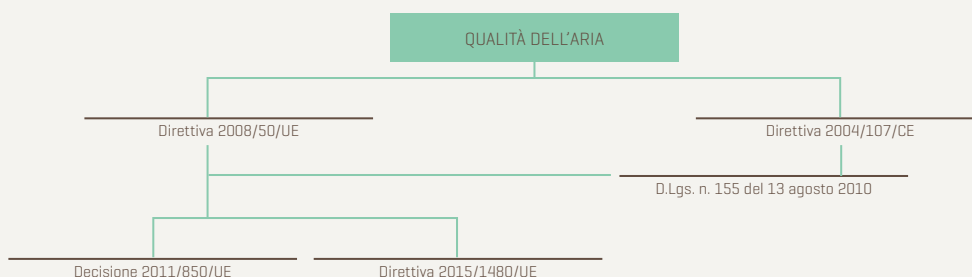 QUALITÀ DELL'ARIA
Direttiva 2008/50/UE
Direttiva 2004/107/CE
D.Lgs. n. 155 del 13 agosto 2010
Decisione 2011/850/UE
Direttiva 2015/1480/UE